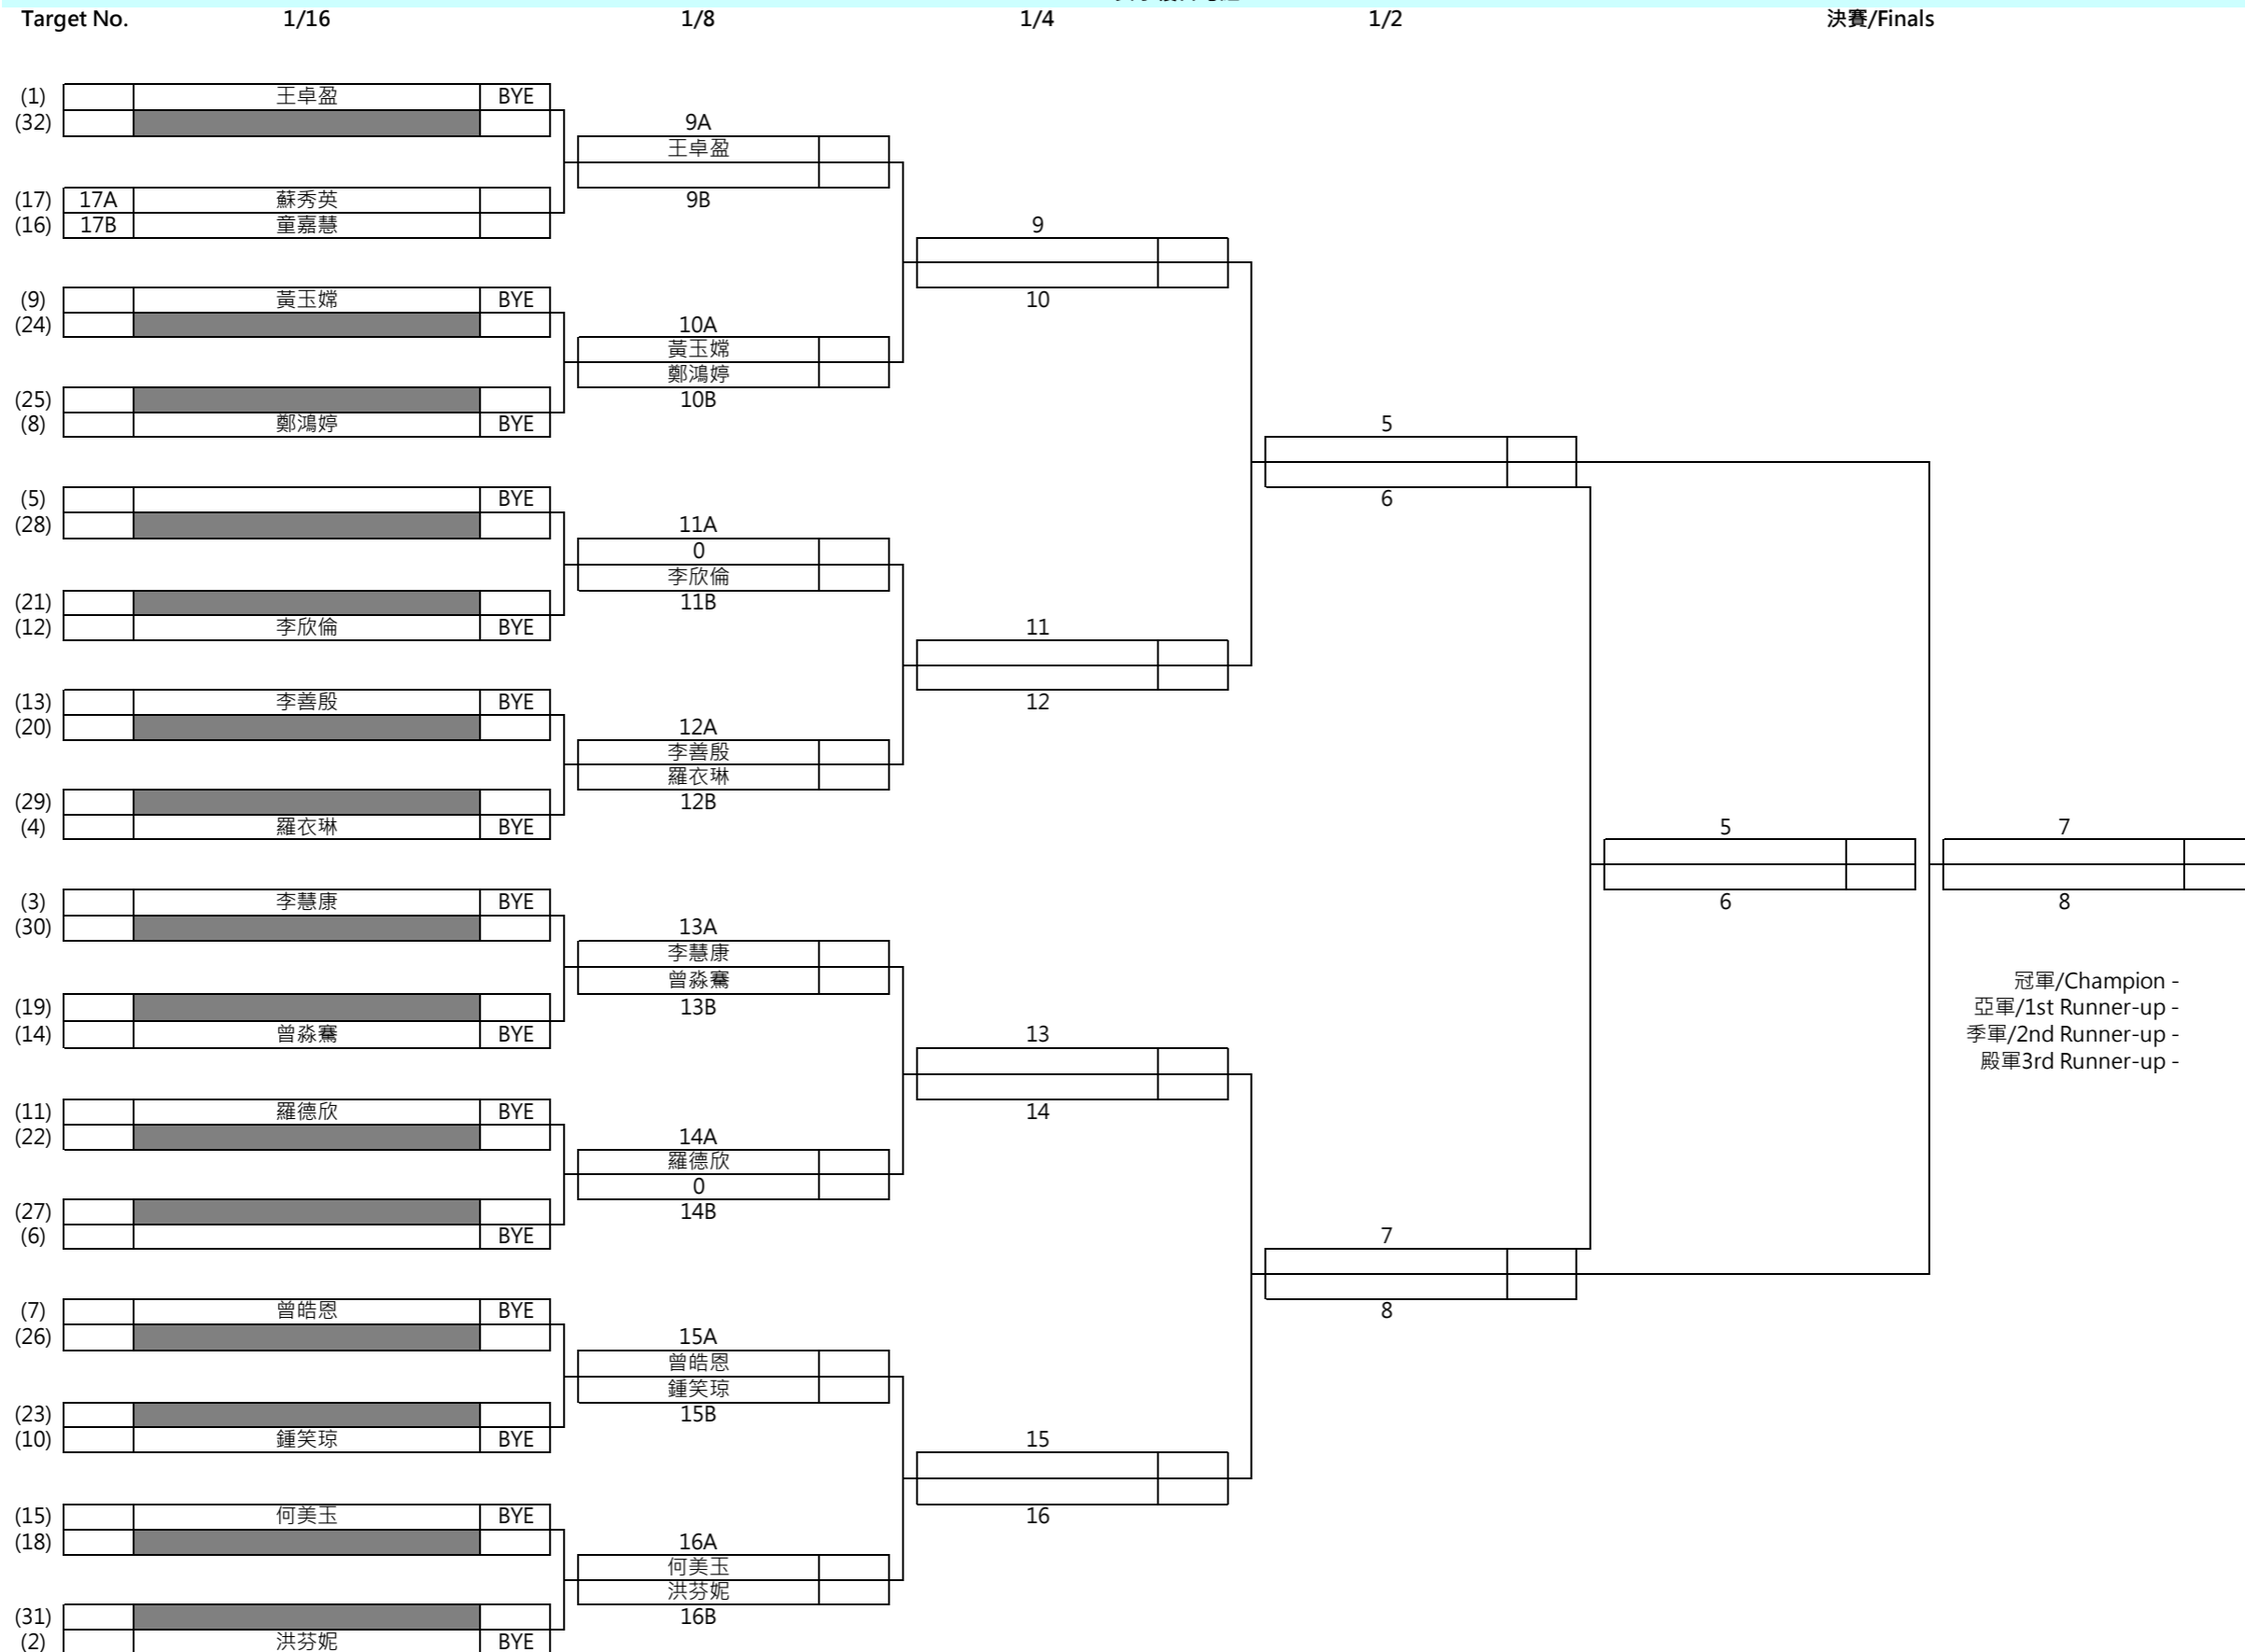 Target No. 1/16 1/8 1/4 1/2 決賽/Finals
(1) 王卓盈 BYE
(32) 9A
王卓盈
(17) 17A 蘇秀英 9B
(16) 17B 童嘉慧 9
(9) 黃玉嫦 BYE 10
(24) 10A
黃玉嫦
鄭鴻婷
(25) 10B
(8) 鄭鴻婷 BYE 5
(5) BYE 6
(28) 11A
0
李欣倫
(21) 11B
(12) 李欣倫 BYE 11
(13) 李善殷 BYE 12
(20) 12A
李善殷
羅衣琳
(29) 12B
(4) 羅衣琳 BYE 5 7
(3) 李慧康 BYE 6 8
(30) 13A
李慧康
曾淼騫 冠軍/Champion -
(19) 13B 亞軍/1st Runner-up -
(14) 曾淼騫 BYE 13 季軍/2nd Runner-up -
殿軍3rd Runner-up -
(11) 羅德欣 BYE 14
(22) 14A
羅德欣
0
(27) 14B
(6) BYE 7
(7) 曾皓恩 BYE 8
(26) 15A
曾皓恩
鍾笑琼
(23) 15B
(10) 鍾笑琼 BYE 15
(15) 何美玉 BYE 16
(18) 16A
何美玉
洪芬妮
(31) 16B
(2) 洪芬妮 BYE